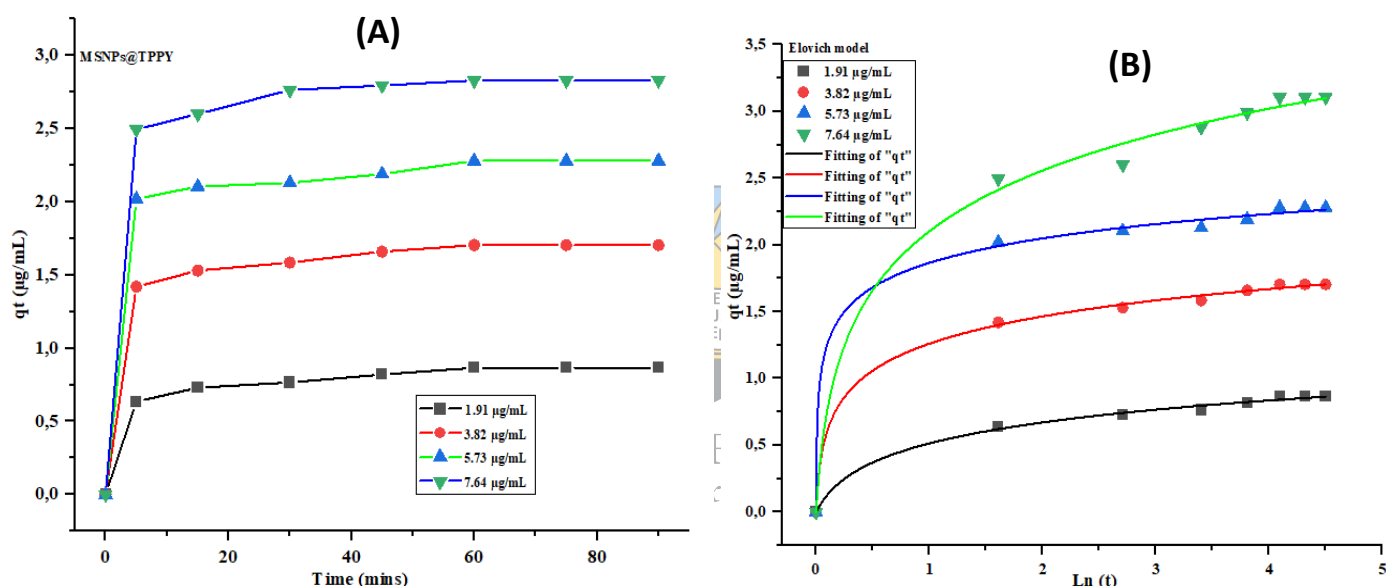 (A)
3,0
MSNPs@TPPY
2,5
2,0
1,5
1,0
0,5
0,0
qt (µg/mL)
1.91 µg/mL
3.82 µg/mL
5.73 µg/mL
7.64 µg/mL
0
20
40
60
80
Time (mins)
(B)
3,5
3,0
2,5
2,0
1,5
1,0
0,5
0,0
qt (µg/mL)
Elovich model
1.91 µg/mL
3.82 µg/mL
5.73 µg/mL
7.64 µg/mL
Fitting of "qt"
Fitting of "qt"
Fitting of "qt"
Fitting of "qt"
0
1
2
3
4
5
Ln (t)